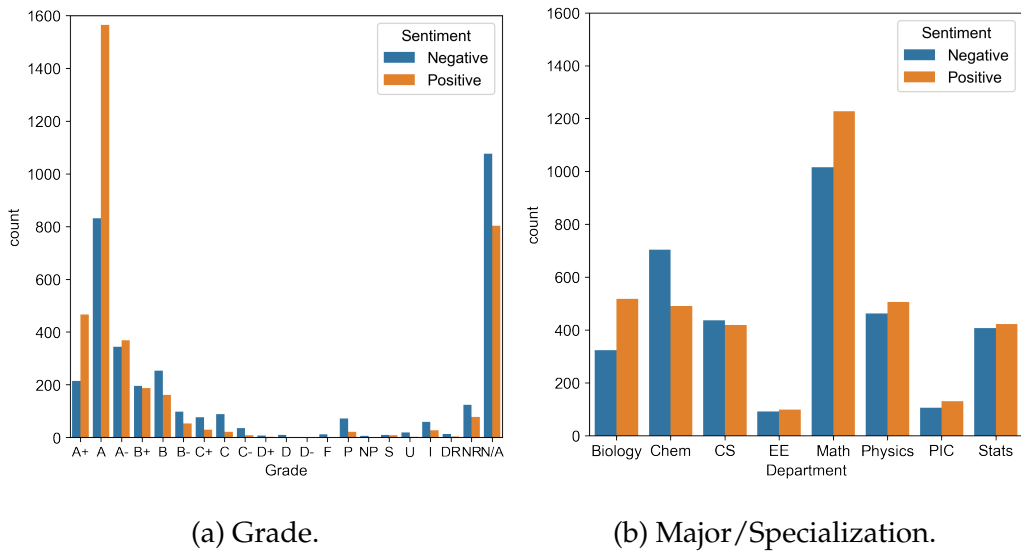 1600
1400
1200
1000
800
600
400
200
0
count
Sentiment
Negative
Positive
A+ A A- B+ B B- C+ C C- D+ D D- F P NP S U I DR NR N/A
Grade
(a) Grade.
1600
1400
1200
1000
800
600
400
200
0
count
Sentiment
Negative
Positive
Biology Chem CS EE Math Physics PIC Stats
Department
(b) Major/Specialization.